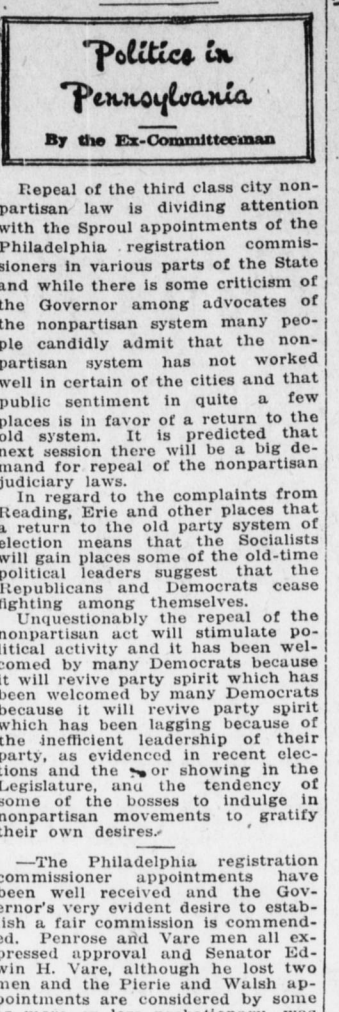 Politics in
Pennsylvania
By the Ex-Committeeman
Repeal of the third class city non-
partisan law is dividing attention
with the Sproul appointments of the
Philadelphia registration commis-
sioners in various parts of the State
and while there is some criticism of
the Governor among advocates of
the nonpartisan system many peo-
ple candidly admit that the non-
partisan system has not worked
well in certain of the cities and that
public sentiment in quite a few
places is in favor of a return to the
old system. It is predicted that
next session there will be a big de-
mand for repeal of the nonpartisan
judiciary laws.
In regard to the complaints from
Reading, Erie and other places that
a return to the old party system of
election means that the Socialists
will gain places some of the old-time
political leaders suggest that the
Republicans and Democrats cease
fighting among themselves.
Unquestionably the repeal of the
nonpartisan act will stimulate po-
litical activity and it has been wel-
comed by many Democrats because
it will revive party spirit which has
been welcomed by many Democrats
because it will revive party spirit
which has been lagging because of
the inefficient leadership of their
party, as evidenced in recent elec-
tions and the or showing in the
Legislature, and the tendency of
some of the bosses to indulge in
nonpartisan movements to gratify
their own desires.
—The Philadelphia registration
commissioner appointments have
been well received and the Gov-
ernor's very evident desire to estab-
lish a fair commission is commend-
ed. Penrose and Vare men all ex-
pressed approval and Senator Ed-
win H. Vare, although he lost two
men and the Pierie and Walsh ap-
pointments are considered by some